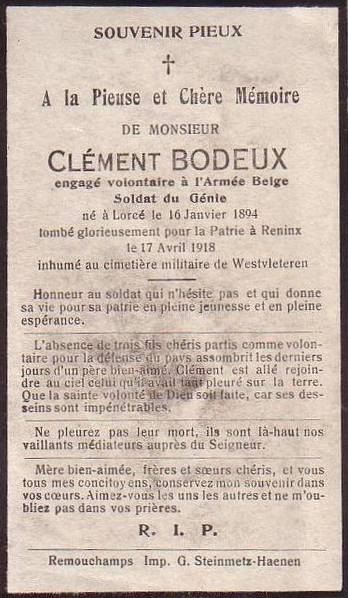 SOUVENIR PIEUX
A la Pieuse et Chère Mémoire
DE MONSIEUR
CLÉMENT BODEUX
engagé volontaire à l'Armée Belge
Soldat du Génie
né à Lorcé le 16 Janvier 1894
tombé glorieusement pour la Patrie à Reninx
le 17 Avril 1918
inhumé au cimetière militaire de Westvleteren
Honneur au soldat qui n'hésite pas et qui donne
sa vie pour sa patrie en pleine jeunesse et en pleine
espérance.
L'absence de trois fils chéris partis comme volon-
taire pour la défense du pays assombrit les derniers
jours d'un père bien-aimé. Clément est allé rejoin-
dre au ciel celui qu'il avait tant pleuré sur la terre.
Que la sainte volonté de Dieu soit faite, car ses des-
seins sont impénétrables.
Ne pleurez pas leur mort, ils sont là-haut nos
vaillants médiateurs auprès du Seigneur.
Mère bien-aimée, frères et sœurs chéris, et vous
tous mes concitoyens, conservez mon souvenir dans
vos cœurs. Aimez-vous les uns les autres et ne m'ou-
bliez pas dans vos prières.
R. I. P.
Remouchamps Imp. G. Steinmetz-Haenen